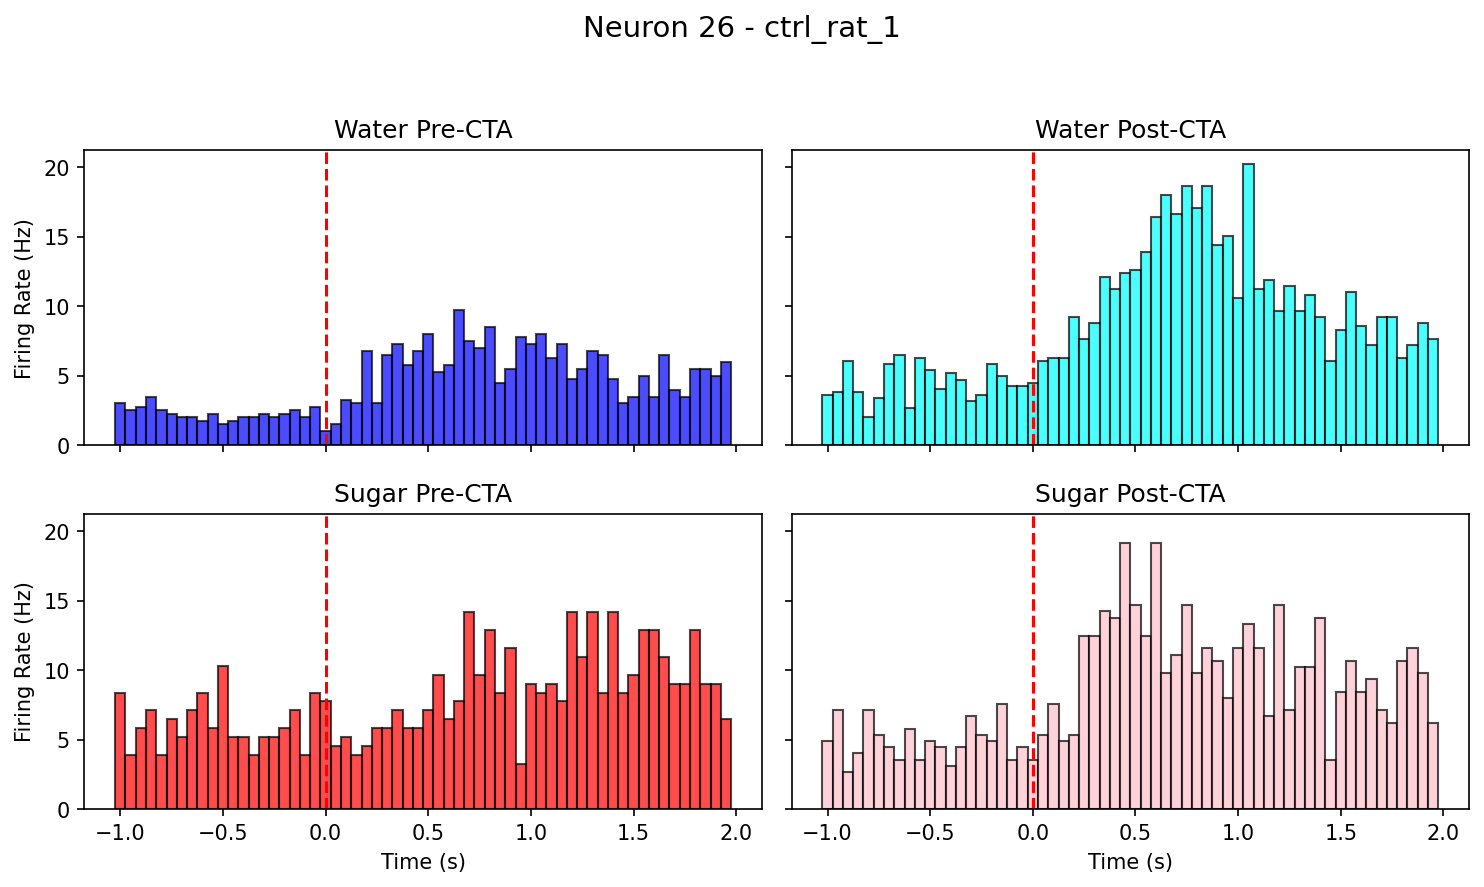 Neuron 26 - ctrl_rat_1
Water Pre-CTA
Water Post-CTA
Firing Rate (Hz)
20
15
10
5
0
Sugar Pre-CTA
Sugar Post-CTA
Firing Rate (Hz)
20
15
10
5
0
−1.0 −0.5 0.0 0.5 1.0 1.5 2.0
−1.0 −0.5 0.0 0.5 1.0 1.5 2.0
Time (s)
Time (s)